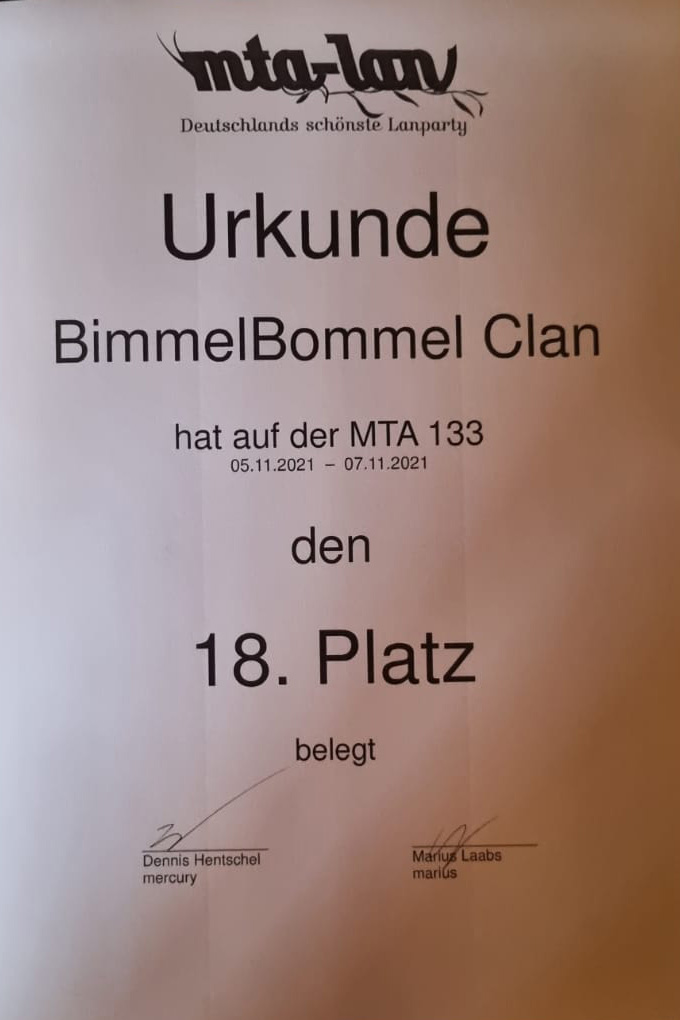 mta-lan
Deutschlands schönste Lanparty
Urkunde
BimmelBommel Clan
hat auf der MTA 133
05.11.2021 – 07.11.2021
den
18. Platz
belegt
Dennis Hentschel
mercury
Marius Laabs
marius